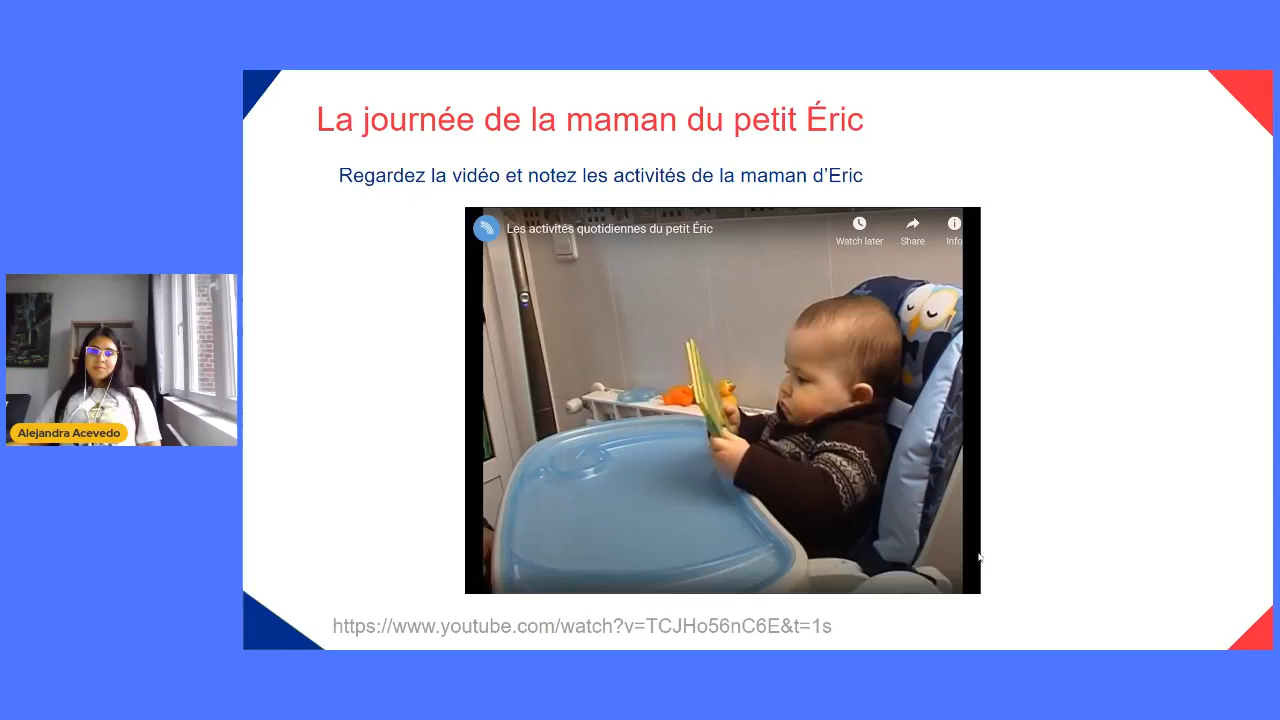 La journée de la maman du petit Éric
Regardez la vidéo et notez les activités de la maman d'Eric
Les activités quotidiennes du petit Éric
Watch later
Share
Info
Alejandra Acevedo
https://www.youtube.com/watch?v=TCJHo56nC6E&t=1s